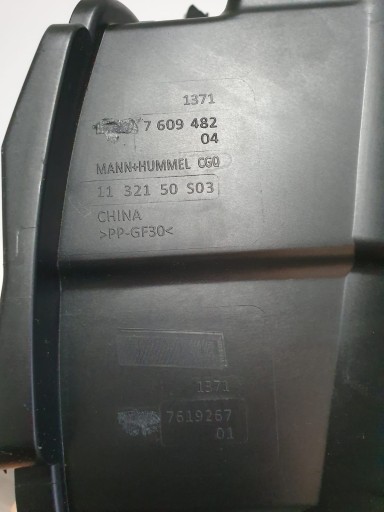 1371
7 609 482
04
MANN+HUMMEL CGQ
11 321 50 S03
CHINA
>PP-GF30<
1371
7619267
01